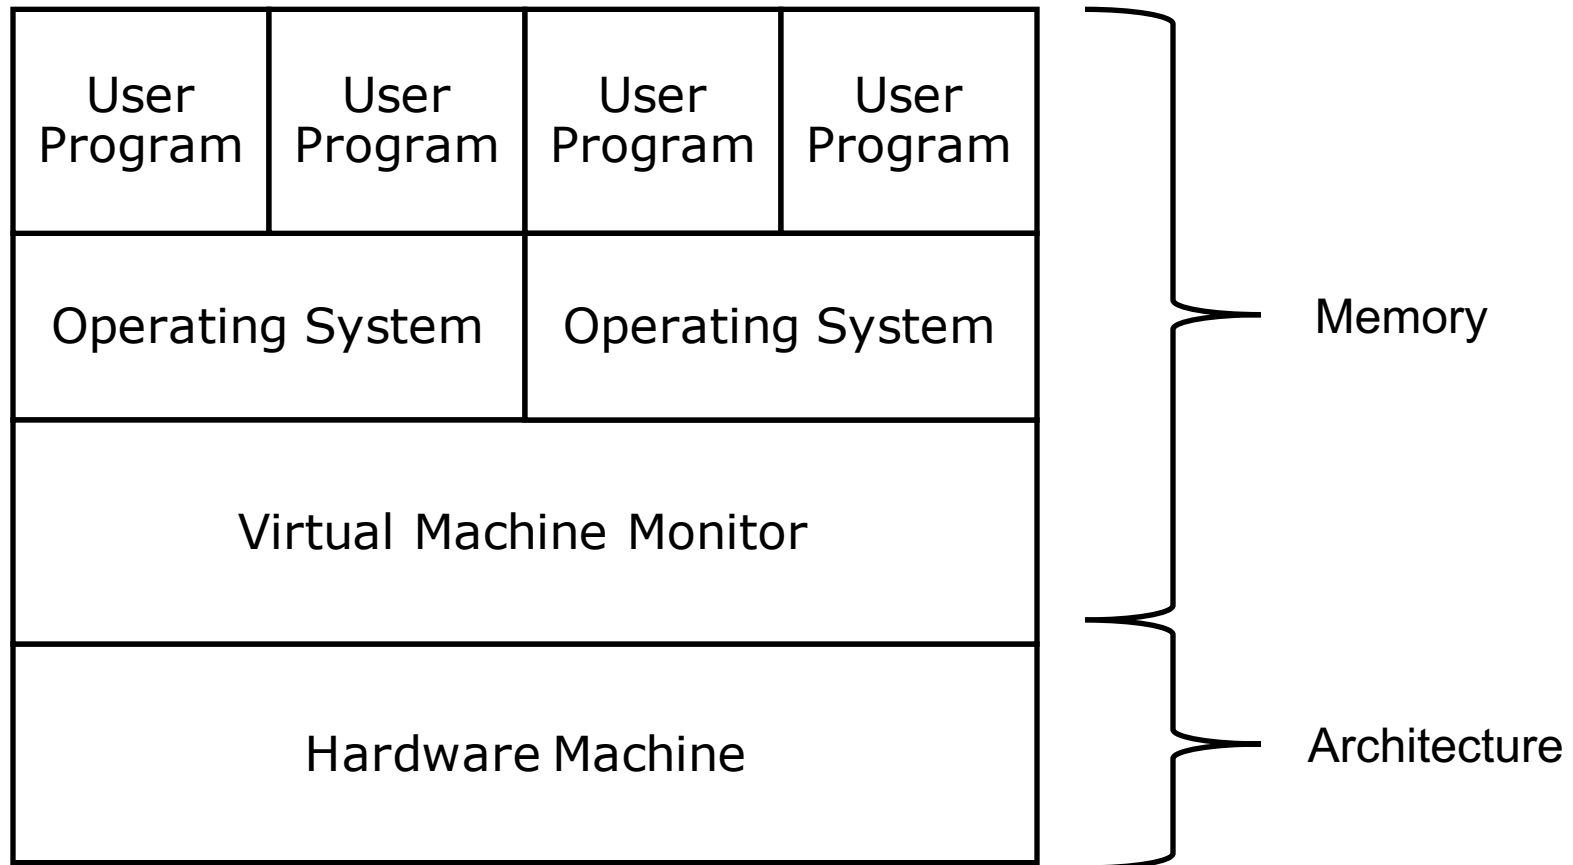 User
Program
User
Program
User
Program
User
Program
Operating System
Operating System
Memory
Virtual Machine Monitor
Hardware Machine
Architecture